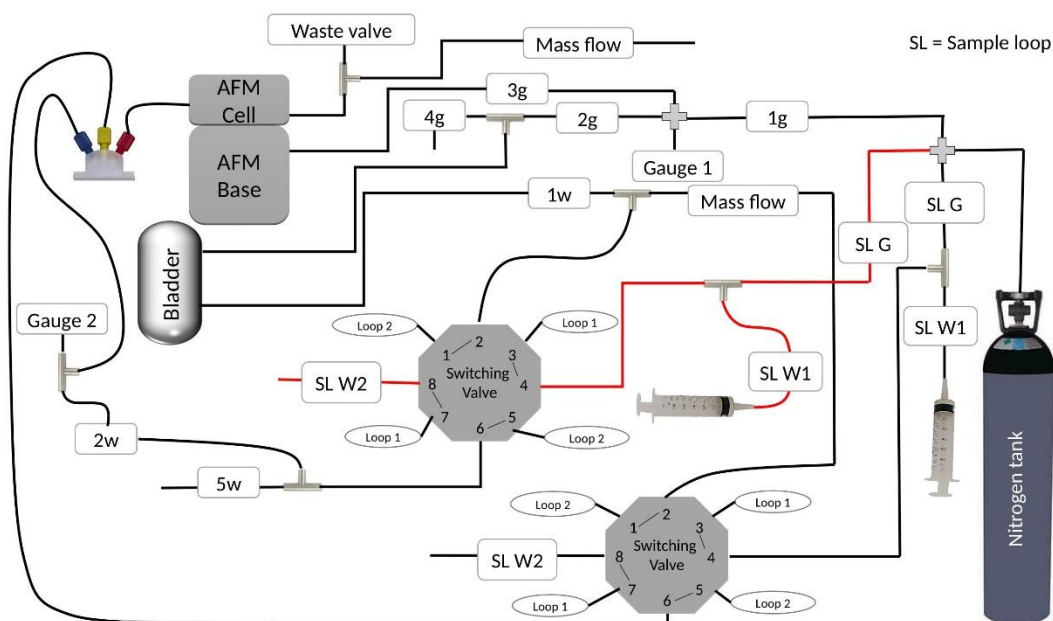 Waste valve
Mass flow
SL = Sample loop
AFM
Cell
3g
4g
2g
1g
AFM
Base
Gauge 1
1w
Mass flow
SL G
SL G
Bladder
Gauge 2
Loop 2
Loop 1
SL W1
1 2 3 4 5 6 7 8
Switching
Valve
SL W2
SL W1
Loop 1
Loop 2
2w
5w
Loop 2
Loop 1
1 2 3 4 5 6 7 8
Switching
Valve
SL W2
Loop 1
Loop 2
Nitrogen tank